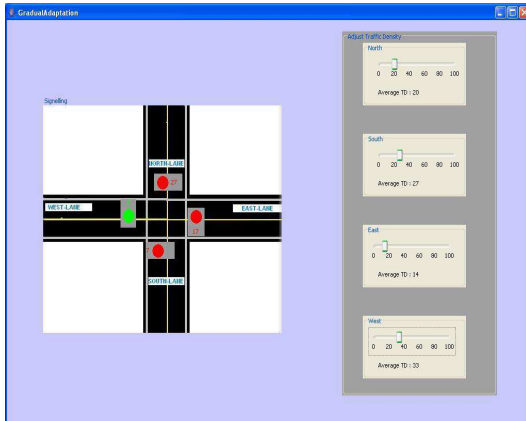 GradualAdaptation
Signelling
NORTH-LANE
27
WEST-LANE
EAST-LANE
17
7
SOUTH-LANE
Adjust Traffic Density
North
0 20 40 60 80 100
Average TD : 20
South
0 20 40 60 80 100
Average TD : 27
East
0 20 40 60 80 100
Average TD : 14
West
0 20 40 60 80 100
Average TD : 33